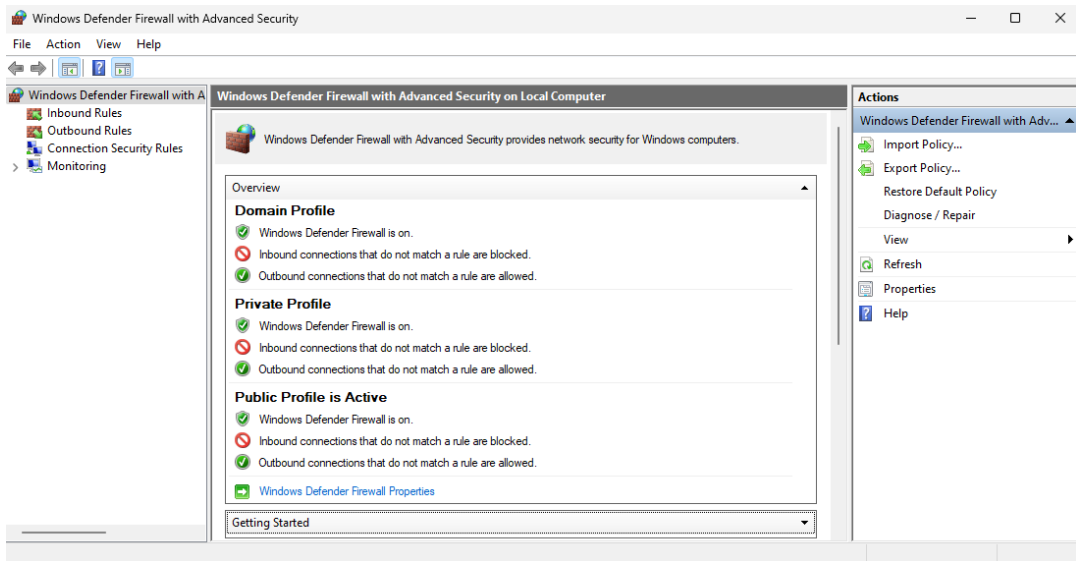 Windows Defender Firewall with Advanced Security
File Action View Help
Windows Defender Firewall with A
Inbound Rules
Outbound Rules
Connection Security Rules
Monitoring
Windows Defender Firewall with Advanced Security on Local Computer
Windows Defender Firewall with Advanced Security provides network security for Windows computers.
Overview
Domain Profile
Windows Defender Firewall is on.
Inbound connections that do not match a rule are blocked.
Outbound connections that do not match a rule are allowed.
Private Profile
Windows Defender Firewall is on.
Inbound connections that do not match a rule are blocked.
Outbound connections that do not match a rule are allowed.
Public Profile is Active
Windows Defender Firewall is on.
Inbound connections that do not match a rule are blocked.
Outbound connections that do not match a rule are allowed.
Windows Defender Firewall Properties
Getting Started
Actions
Windows Defender Firewall with Adv...
Import Policy...
Export Policy...
Restore Default Policy
Diagnose / Repair
View
Refresh
Properties
Help